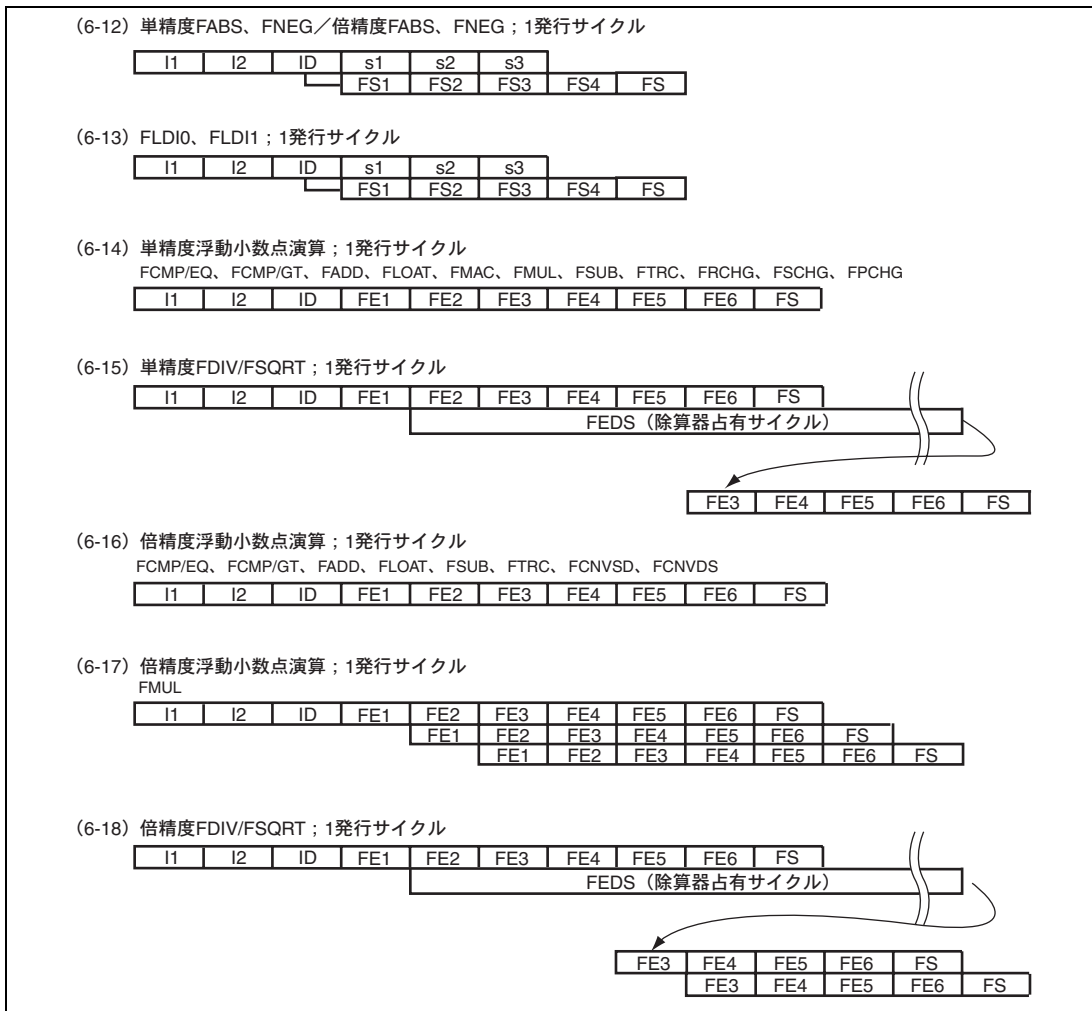 （6-12）単精度FABS、FNEG／倍精度FABS、FNEG；1発行サイクル
I1 I2 ID s1 s2 s3
FS1 FS2 FS3 FS4 FS
（6-13）FLDI0、FLDI1；1発行サイクル
I1 I2 ID s1 s2 s3
FS1 FS2 FS3 FS4 FS
（6-14）単精度浮動小数点演算；1発行サイクル
FCMP/EQ、FCMP/GT、FADD、FLOAT、FMAC、FMUL、FSUB、FTRC、FRCHG、FSCHG、FPCHG
I1 I2 ID FE1 FE2 FE3 FE4 FE5 FE6 FS
（6-15）単精度FDIV/FSQRT；1発行サイクル
I1 I2 ID FE1 FE2 FE3 FE4 FE5 FE6 FS
FEDS（除算器占有サイクル）
FE3 FE4 FE5 FE6 FS
（6-16）倍精度浮動小数点演算；1発行サイクル
FCMP/EQ、FCMP/GT、FADD、FLOAT、FSUB、FTRC、FCNVSD、FCNVDS
I1 I2 ID FE1 FE2 FE3 FE4 FE5 FE6 FS
（6-17）倍精度浮動小数点演算；1発行サイクル
FMUL
I1 I2 ID FE1 FE2 FE3 FE4 FE5 FE6 FS
FE1 FE2 FE3 FE4 FE5 FE6 FS
FE1 FE2 FE3 FE4 FE5 FE6 FS
（6-18）倍精度FDIV/FSQRT；1発行サイクル
I1 I2 ID FE1 FE2 FE3 FE4 FE5 FE6 FS
FEDS（除算器占有サイクル）
FE3 FE4 FE5 FE6 FS
FE3 FE4 FE5 FE6 FS